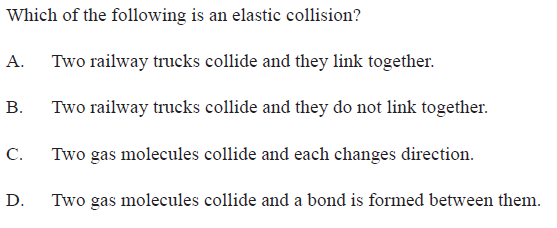 Which of the following is an elastic collision?
A. Two railway trucks collide and they link together.
B. Two railway trucks collide and they do not link together.
C. Two gas molecules collide and each changes direction.
D. Two gas molecules collide and a bond is formed between them.